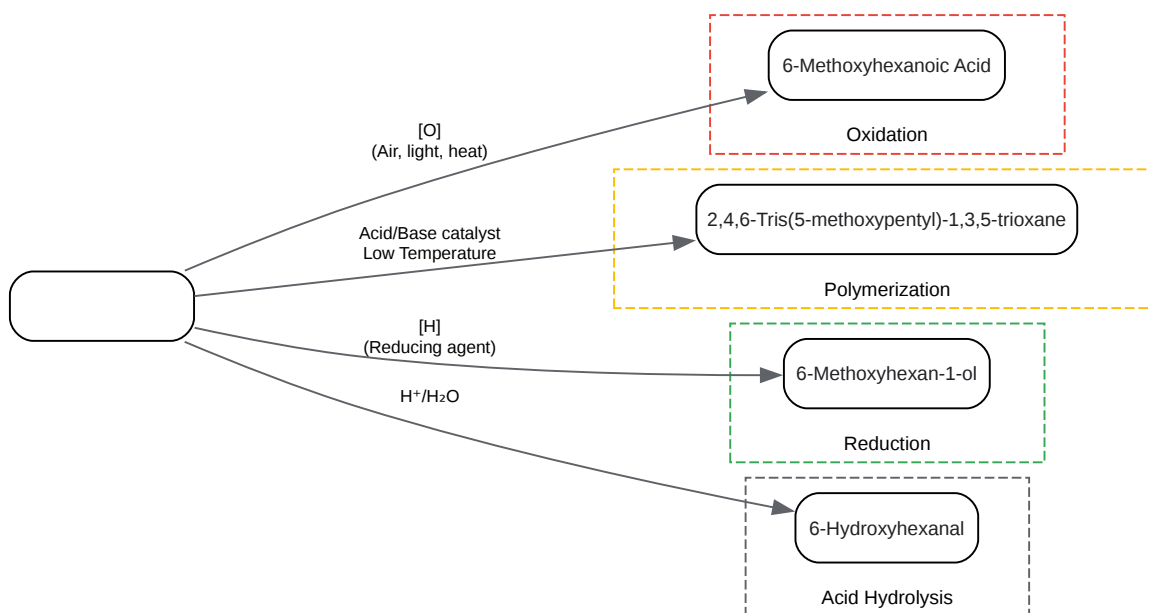 6-Methoxyhexanoic Acid
Oxidation
[O]
(Air, light, heat)
2,4,6-Tris(5-methoxypentyl)-1,3,5-trioxane
Polymerization
Acid/Base catalyst
Low Temperature
[H]
(Reducing agent)
6-Methoxyhexan-1-ol
Reduction
H⁺/H₂O
6-Hydroxyhexanal
Acid Hydrolysis